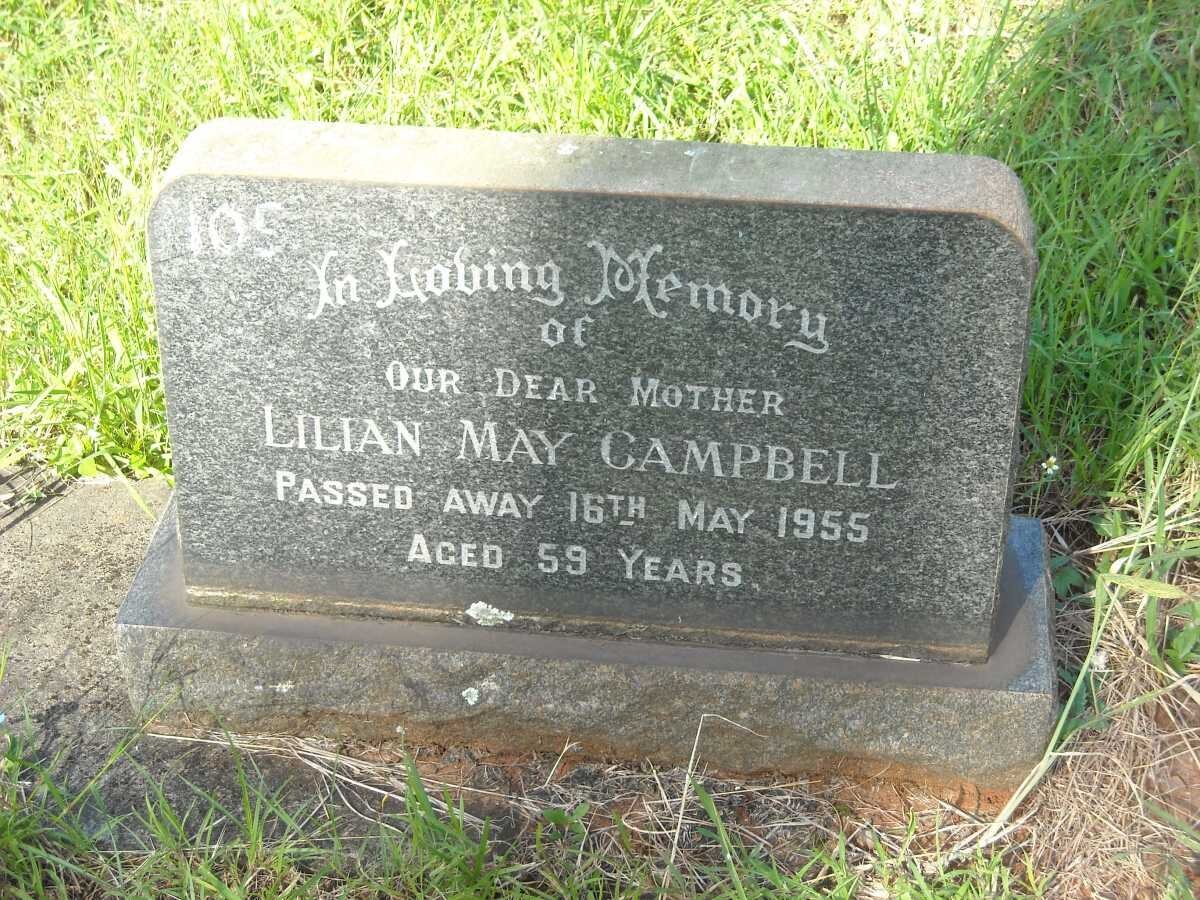 105
In Loving Memory
of
OUR DEAR MOTHER
LILIAN MAY CAMPBELL
PASSED AWAY 16TH MAY 1955
AGED 59 YEARS